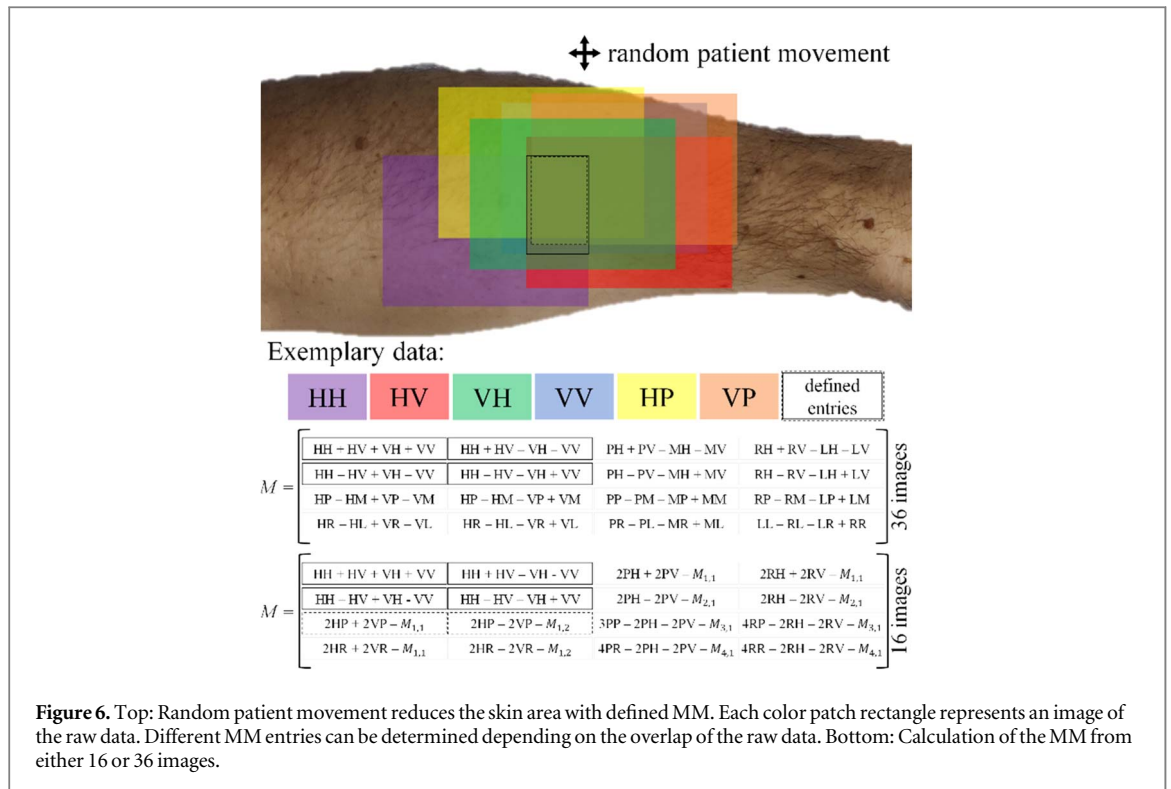 random patient movement
Exemplary data:
HH HV VH VV HP VP defined entries
HH + HV + VH + VV HH + HV – VH – VV PH + PV – MH – MV RH + RV – LH – LV
HH – HV + VH – VV HH – HV – VH + VV PH – PV – MH + MV RH – RV – LH + LV
M =
HP – HM + VP – VM HP – HM – VP + VM PP – PM – MP + MM RP – RM – LP + LM
HR – HL + VR – VL HR – HL – VR + VL PR – PL – MR + ML LL – RL – LR + RR
36 images
HH + HV + VH + VV HH + HV – VH - VV 2PH + 2PV – M1,1 2RH + 2RV – M1,1
HH – HV + VH - VV HH – HV – VH + VV 2PH – 2PV – M2,1 2RH – 2RV – M2,1
M =
2HP + 2VP – M1,1 2HP – 2VP – M1,2 3PP – 2PH – 2PV – M3,1 4RP – 2RH – 2RV – M3,1
2HR + 2VR – M1,1 2HR – 2VR – M1,2 4PR – 2PH – 2PV – M4,1 4RR – 2RH – 2RV – M4,1
16 images
Figure 6. Top: Random patient movement reduces the skin area with defined MM. Each color patch rectangle represents an image of
the raw data. Different MM entries can be determined depending on the overlap of the raw data. Bottom: Calculation of the MM from
either 16 or 36 images.